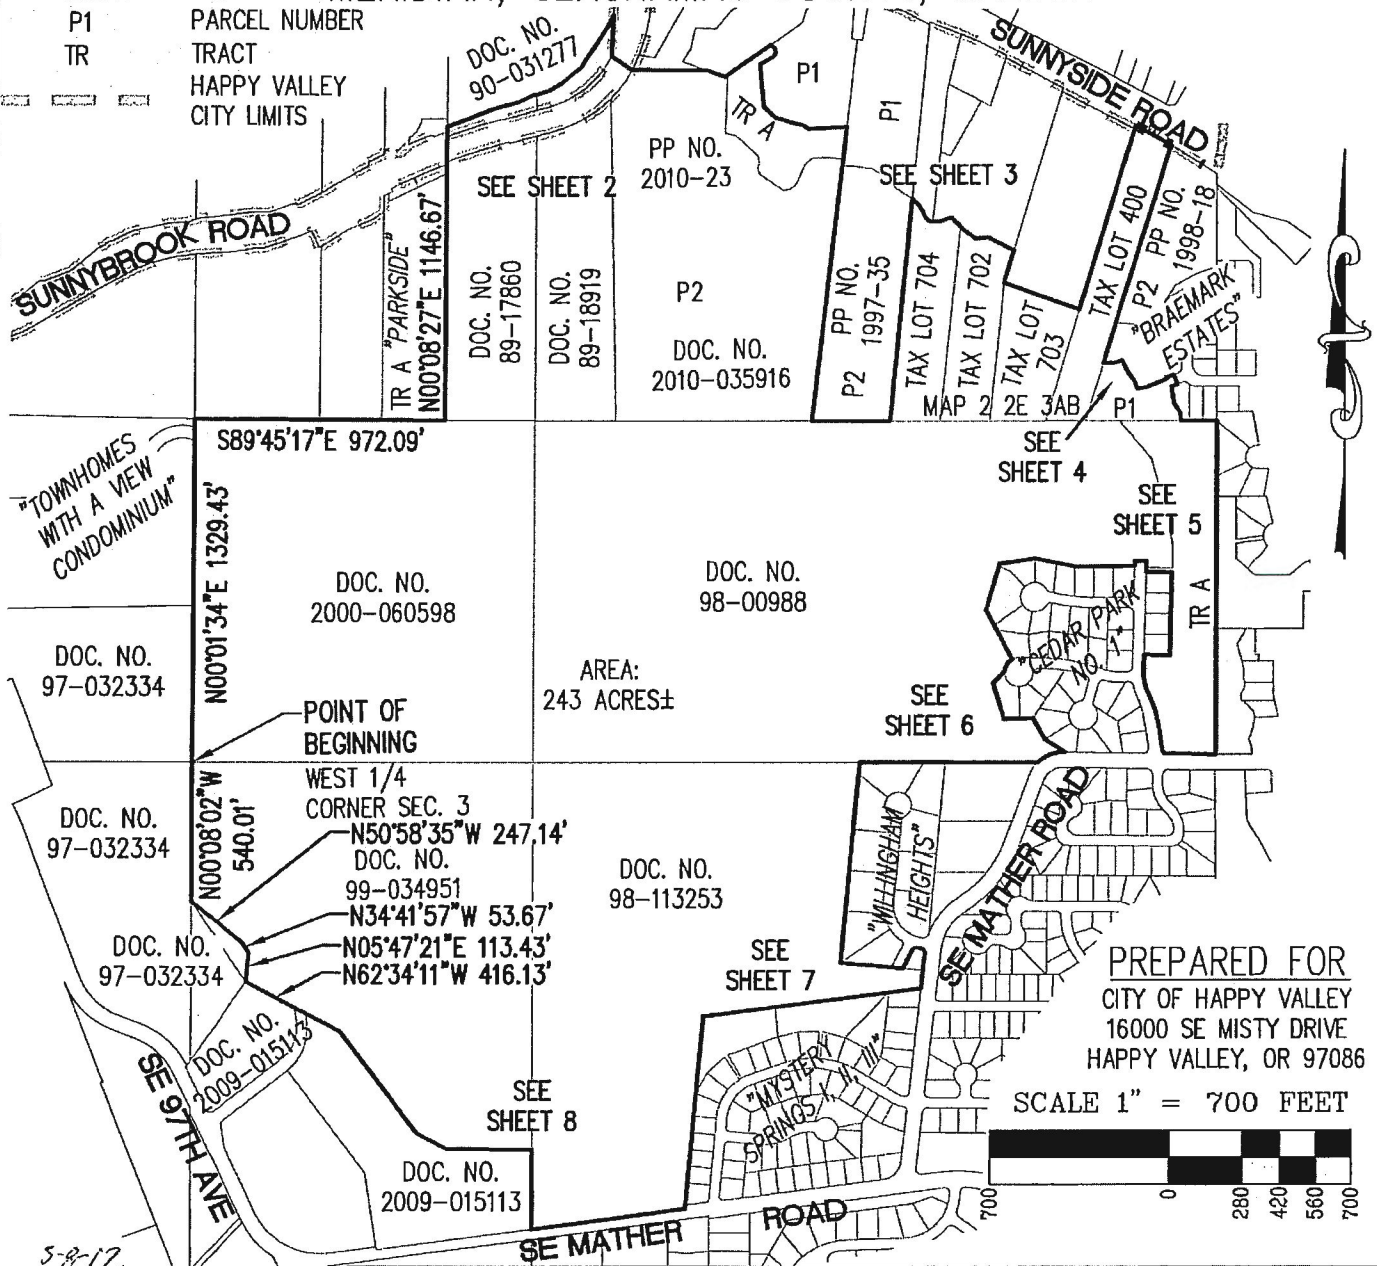 P1 PARCEL NUMBER
TR TRACT
HAPPY VALLEY
CITY LIMITS
DOC. NO.
90-031277
SUNNYSIDE ROAD
P1
P1
TR A
PP NO.
2010-23
SEE SHEET 2
SEE SHEET 3
SUNNYBROOK ROAD
TR A "PARKSIDE"
N00°08'27"E 1146.67'
DOC. NO.
89-17860
DOC. NO.
89-18919
P2
DOC. NO.
2010-035916
PP NO.
1997-35
P2
TAX LOT 704
TAX LOT 702
TAX LOT
703
TAX LOT 400
PP NO.
1998-18
P2
"BRAEMARK
ESTATES"
MAP 2 2E 3AB
P1
S89°45'17"E 972.09'
SEE
SHEET 4
"TOWNHOMES
WITH A VIEW
CONDOMINIUM"
N00°01'34"E 1329.43'
SEE
SHEET 5
DOC. NO.
2000-060598
DOC. NO.
98-00988
TR A
"CEDAR PARK
NO. 1"
DOC. NO.
97-032334
AREA:
243 ACRES±
SEE
SHEET 6
POINT OF
BEGINNING
WEST 1/4
CORNER SEC. 3
N00°08'02"W
540.01'
DOC. NO.
97-032334
N50°58'35"W 247.14'
DOC. NO.
99-034951
N34°41'57"W 53.67'
N05°47'21"E 113.43'
N62°34'11"W 416.13'
DOC. NO.
98-113253
HEIGHTS"
SE MATHER ROAD
DOC. NO.
97-032334
SEE
SHEET 7
PREPARED FOR
CITY OF HAPPY VALLEY
16000 SE MISTY DRIVE
HAPPY VALLEY, OR 97086
DOC. NO.
2009-015113
SE 97TH AVE
"MYSTERY
SPRINGS I, II, III"
SEE
SHEET 8
SCALE 1" = 700 FEET
700 0 280 420 560 700
DOC. NO.
2009-015113
SE MATHER ROAD